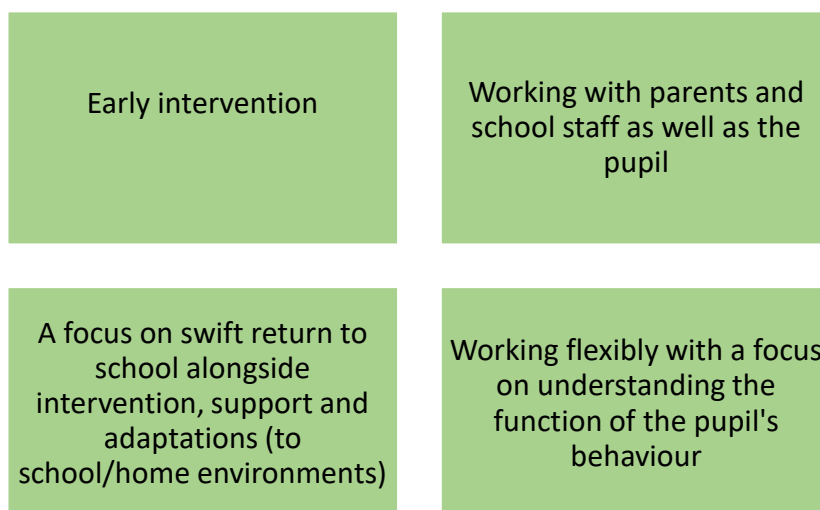 Early intervention
Working with parents and
school staff as well as the
pupil
A focus on swift return to
school alongside
intervention, support and
adaptations (to
school/home environments)
Working flexibly with a focus
on understanding the
function of the pupil's
behaviour